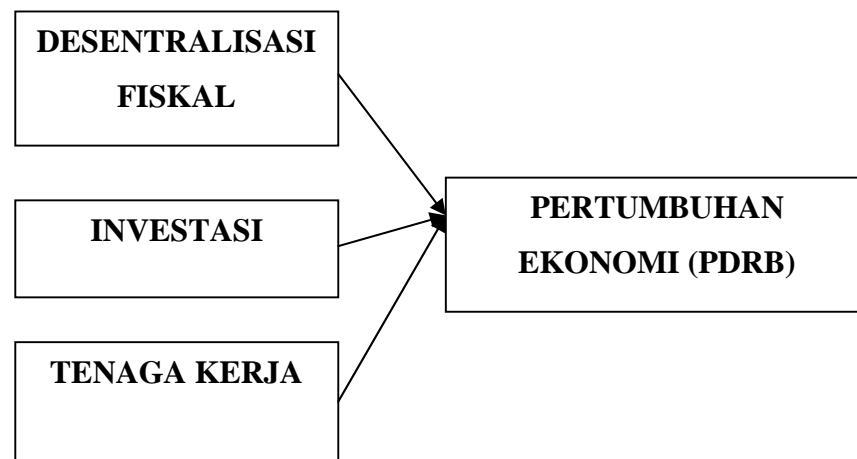 DESENTRALISASI
FISKAL
INVESTASI
TENAGA KERJA
PERTUMBUHAN
EKONOMI (PDRB)